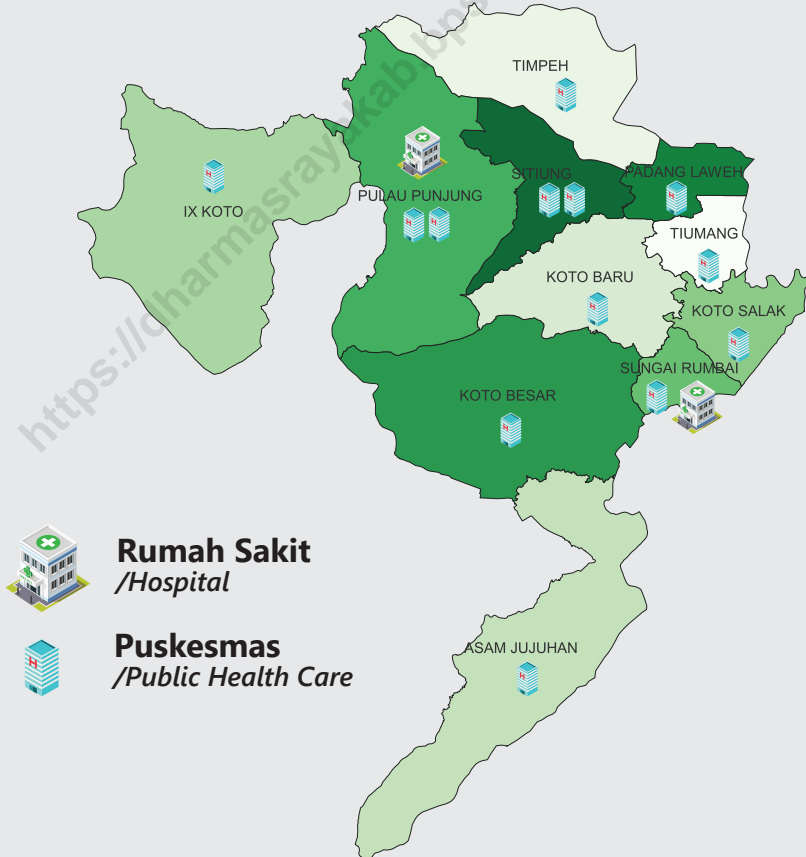 https://dharmasrayakab.bps
TIMPEH
SITIUNG
PADANG LAWEH
PULAU PUNJUNG
IX KOTO
TIUMANG
KOTO BARU
KOTO SALAK
SUNGAI RUMBAI
KOTO BESAR
Rumah Sakit
/Hospital
Puskesmas
/Public Health Care
ASAM JUJUHAN